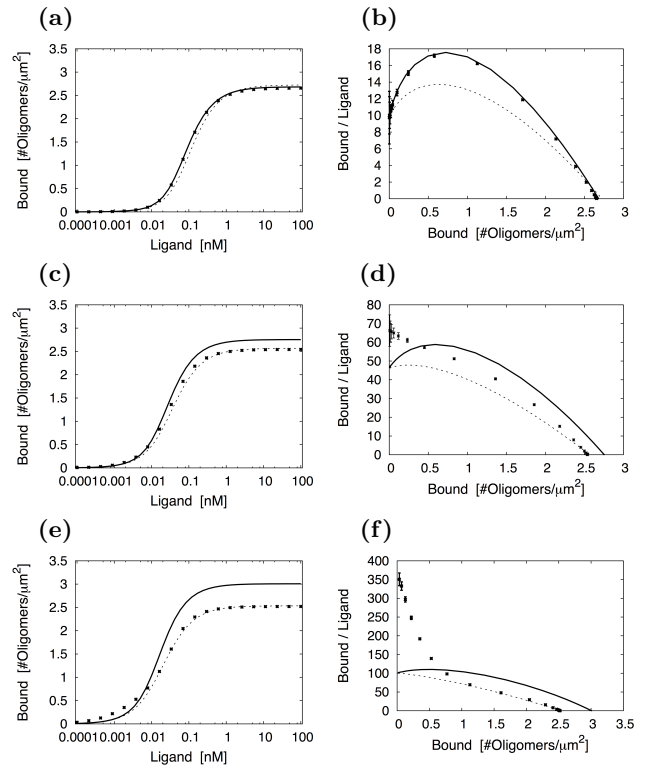 (a)
3.5
3
2.5
2
1.5
1
0.5
0
0.0001 0.001 0.01 0.1 1 10 100
Bound [#Oligomers/μm²]
Ligand [nM]
(b)
18
16
14
12
10
8
6
4
2
0
0 0.5 1 1.5 2 2.5 3
Bound / Ligand
Bound [#Oligomers/μm²]
(c)
3.5
3
2.5
2
1.5
1
0.5
0
0.0001 0.001 0.01 0.1 1 10 100
Bound [#Oligomers/μm²]
Ligand [nM]
(d)
80
70
60
50
40
30
20
10
0
0 0.5 1 1.5 2 2.5 3
Bound / Ligand
Bound [#Oligomers/μm²]
(e)
3.5
3
2.5
2
1.5
1
0.5
0
0.0001 0.001 0.01 0.1 1 10 100
Bound [#Oligomers/μm²]
Ligand [nM]
(f)
400
350
300
250
200
150
100
50
0
0 0.5 1 1.5 2 2.5 3 3.5
Bound / Ligand
Bound [#Oligomers/μm²]